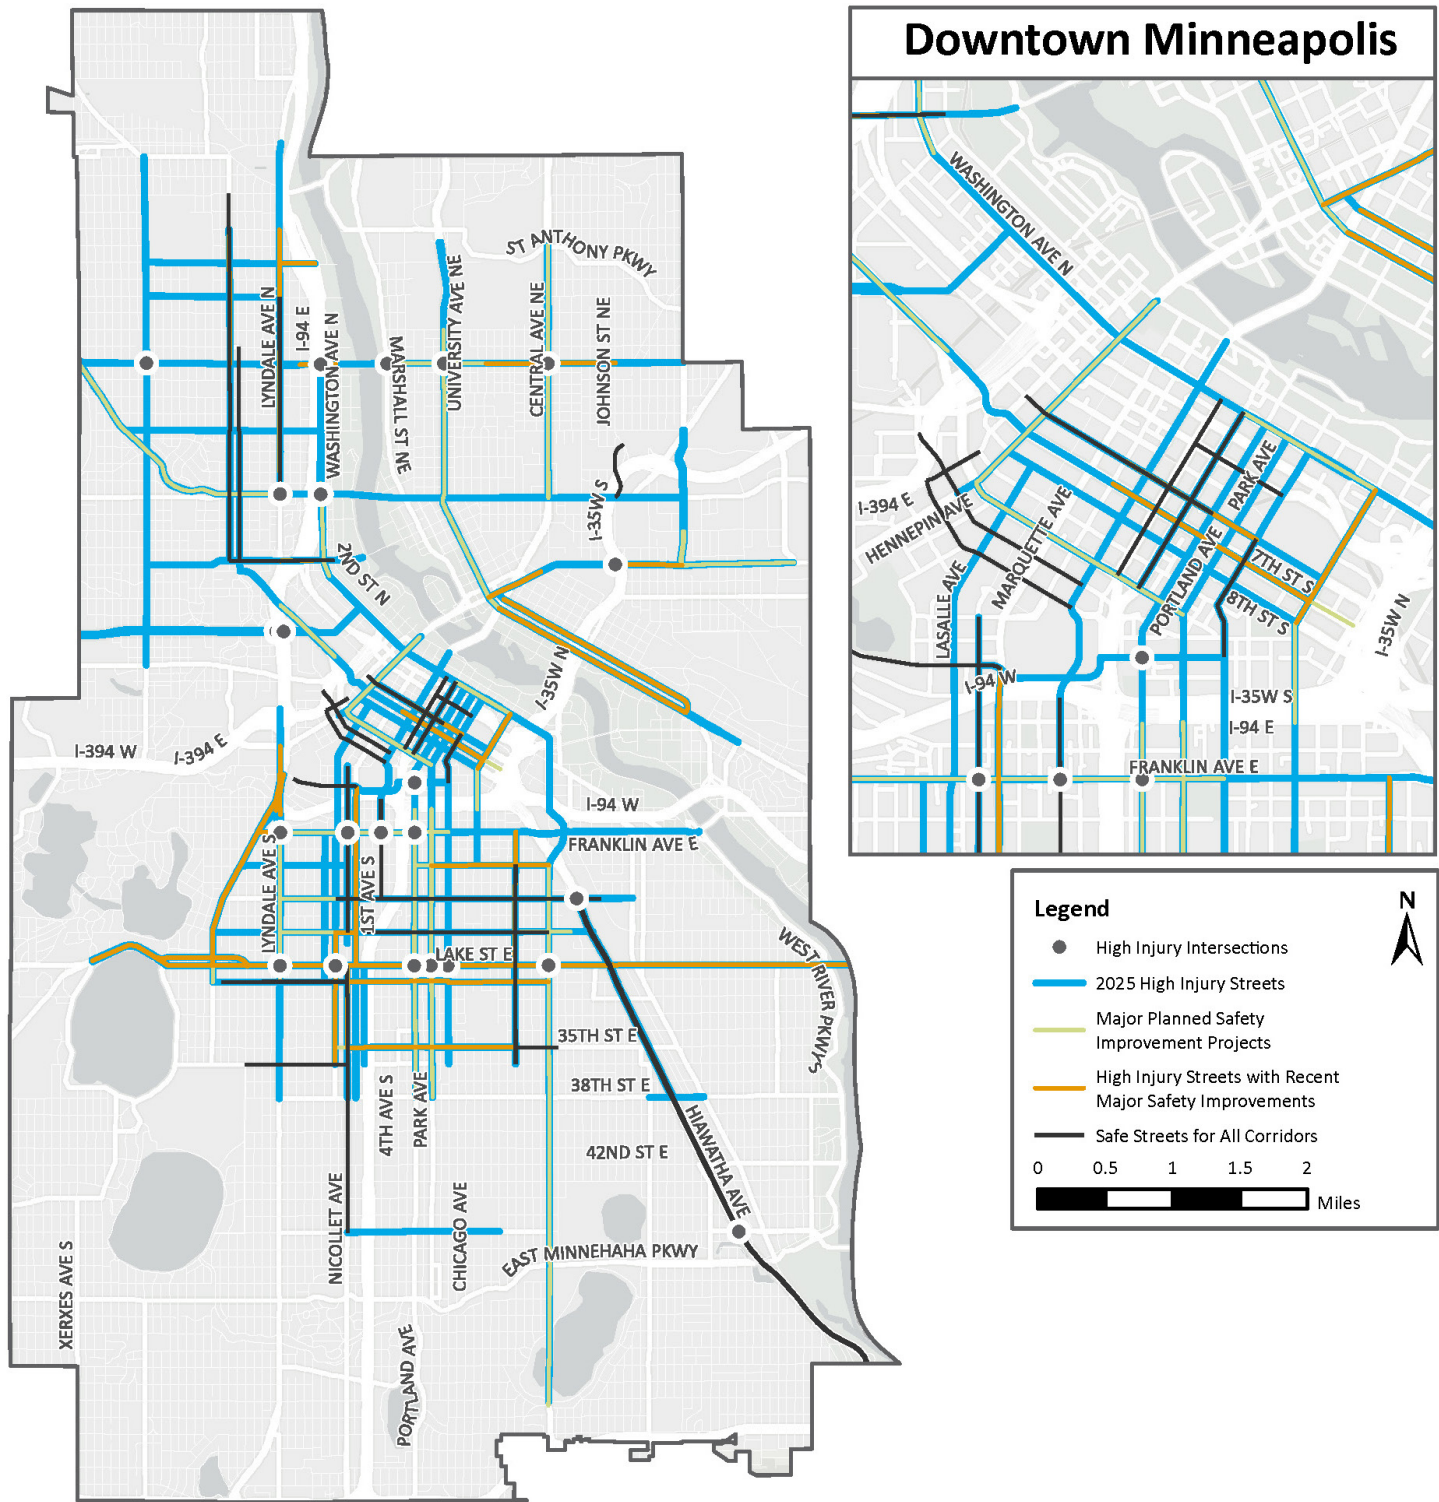 Downtown Minneapolis
ST ANTHONY PKWY
LYNDALE AVE N
I-94 E
WASHINGTON AVE N
MARSHALL ST NE
UNIVERSITY AVE NE
CENTRAL AVE NE
JOHNSON ST NE
I-35W S
2ND ST N
I-35W N
I-394 W
I-394 E
I-94 W
FRANKLIN AVE E
LYNDALE AVE S
1ST AVE S
LAKE ST E
WEST RIVER PKWY S
35TH ST E
38TH ST E
4TH AVE S
PARK AVE
42ND ST E
HIAWATHA AVE
NICOLLET AVE
CHICAGO AVE
EAST MINNEHAHA PKWY
XERXES AVE S
PORTLAND AVE
WASHINGTON AVE N
I-394 E
HENNEPIN AVE
MARQUETTE AVE
LASALLE AVE
PARK AVE
PORTLAND AVE
7TH ST S
8TH ST S
I-35W N
I-94 W
I-35W S
I-94 E
FRANKLIN AVE E
Legend
N
High Injury Intersections
2025 High Injury Streets
Major Planned Safety
Improvement Projects
High Injury Streets with Recent
Major Safety Improvements
Safe Streets for All Corridors
0 0.5 1 1.5 2
Miles